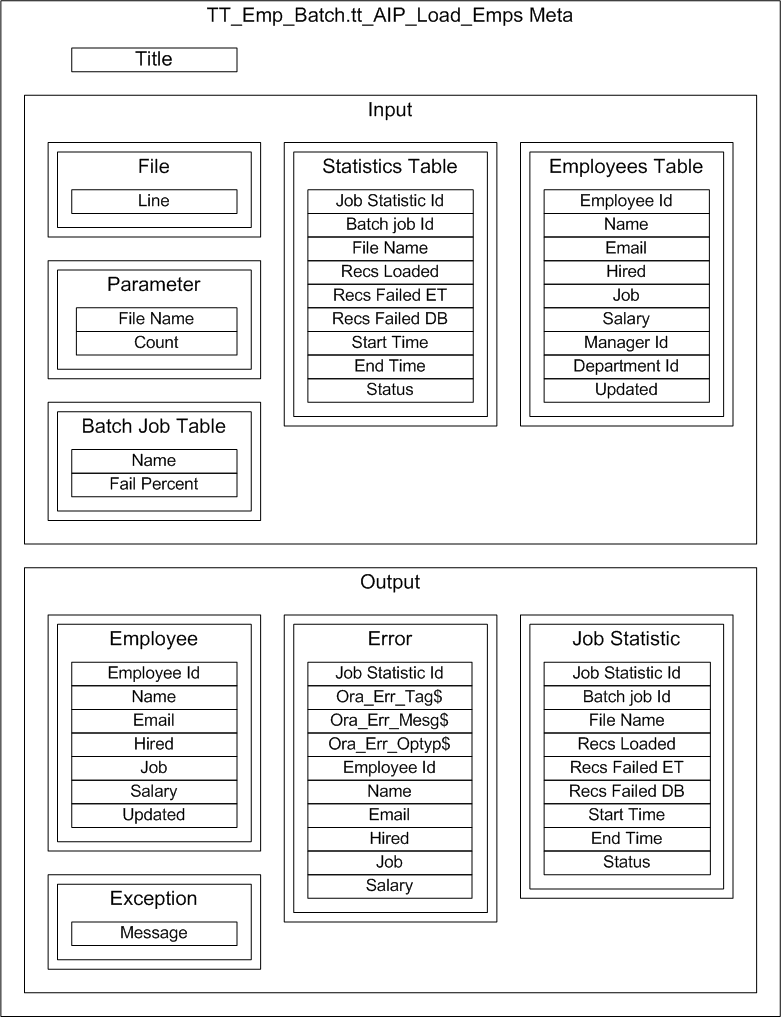 TT_Emp_Batch.tt_AIP_Load_Emps Meta
Title
Input
File
Line
Parameter
File Name
Count
Batch Job Table
Name
Fail Percent
Statistics Table
Job Statistic Id
Batch job Id
File Name
Recs Loaded
Recs Failed ET
Recs Failed DB
Start Time
End Time
Status
Employees Table
Employee Id
Name
Email
Hired
Job
Salary
Manager Id
Department Id
Updated
Output
Employee
Employee Id
Name
Email
Hired
Job
Salary
Updated
Exception
Message
Error
Job Statistic Id
Ora_Err_Tag$
Ora_Err_Mesg$
Ora_Err_Optyp$
Employee Id
Name
Email
Hired
Job
Salary
Job Statistic
Job Statistic Id
Batch job Id
File Name
Recs Loaded
Recs Failed ET
Recs Failed DB
Start Time
End Time
Status